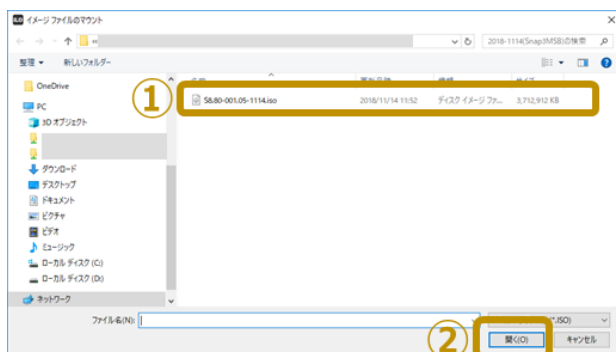 iLO イメージ ファイルのマウント
2018-1114(Snap3MSB)の検索
整理 新しいフォルダー
OneDrive
PC
3D オブジェクト
ダウンロード
デスクトップ
ドキュメント
ピクチャ
ビデオ
ミュージック
ローカル ディスク (C:)
ローカル ディスク (D:)
ネットワーク
①
S8.80-001.05-1114.iso 2018/11/14 11:52 ディスク イメージ ファ... 3,712,912 KB
ファイル名(N):
*.ISO)
②
開く(O) キャンセル